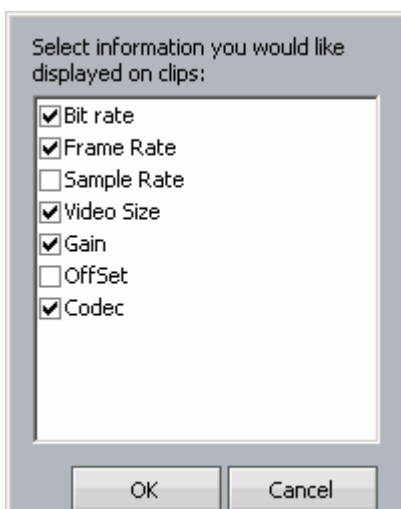 Select information you would like
displayed on clips:
Bit rate
Frame Rate
Sample Rate
Video Size
Gain
OffSet
Codec
OK
Cancel